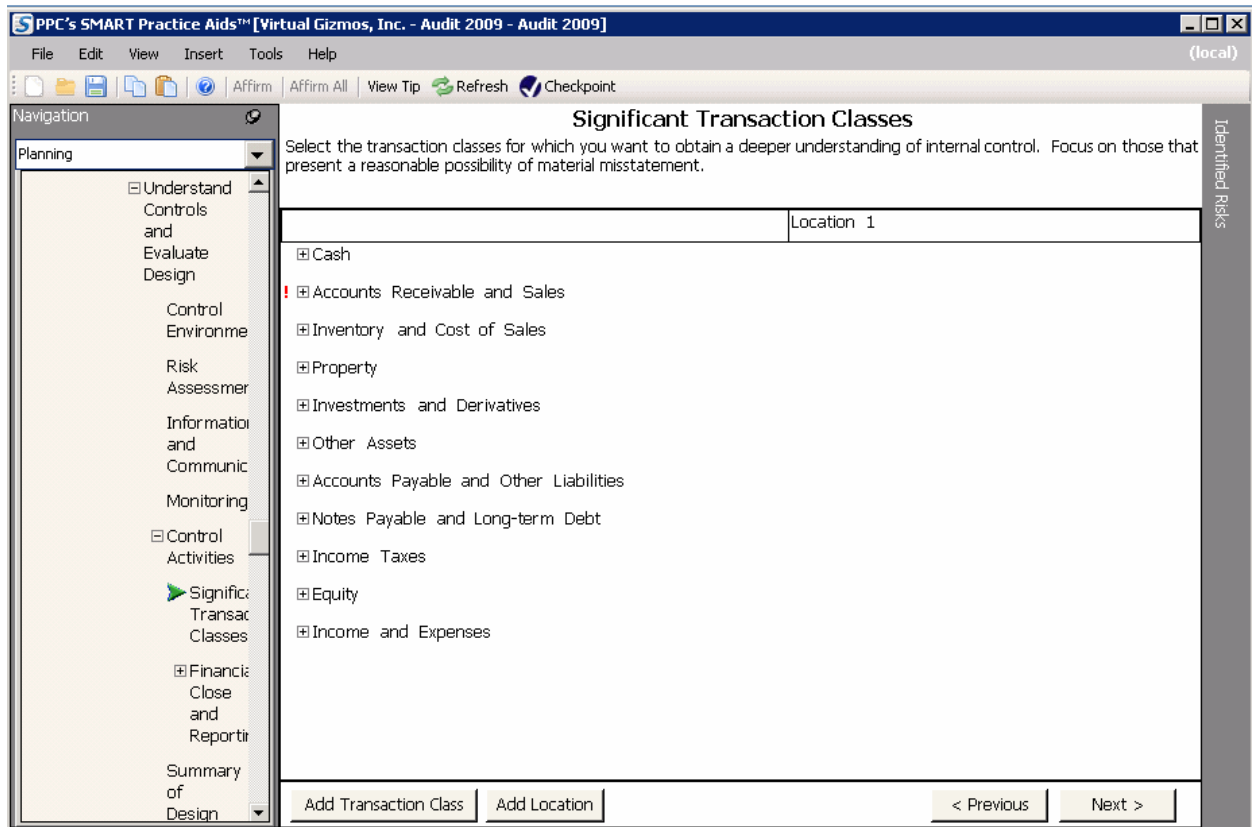 PPC's SMART Practice Aids™ [Virtual Gizmos, Inc. - Audit 2009 - Audit 2009]
File Edit View Insert Tools Help (local)
Affirm Affirm All View Tip Refresh Checkpoint
Navigation
Planning
Understand
Controls
and
Evaluate
Design
Control
Environme
Risk
Assessmer
Information
and
Communic
Monitoring
Control
Activities
Significa
Transac
Classes
Financia
Close
and
Reportin
Summary
of
Design
Significant Transaction Classes
Select the transaction classes for which you want to obtain a deeper understanding of internal control. Focus on those that
present a reasonable possibility of material misstatement.
Location 1
Cash
! Accounts Receivable and Sales
Inventory and Cost of Sales
Property
Investments and Derivatives
Other Assets
Accounts Payable and Other Liabilities
Notes Payable and Long-term Debt
Income Taxes
Equity
Income and Expenses
Add Transaction Class Add Location < Previous Next >
Identified Risks